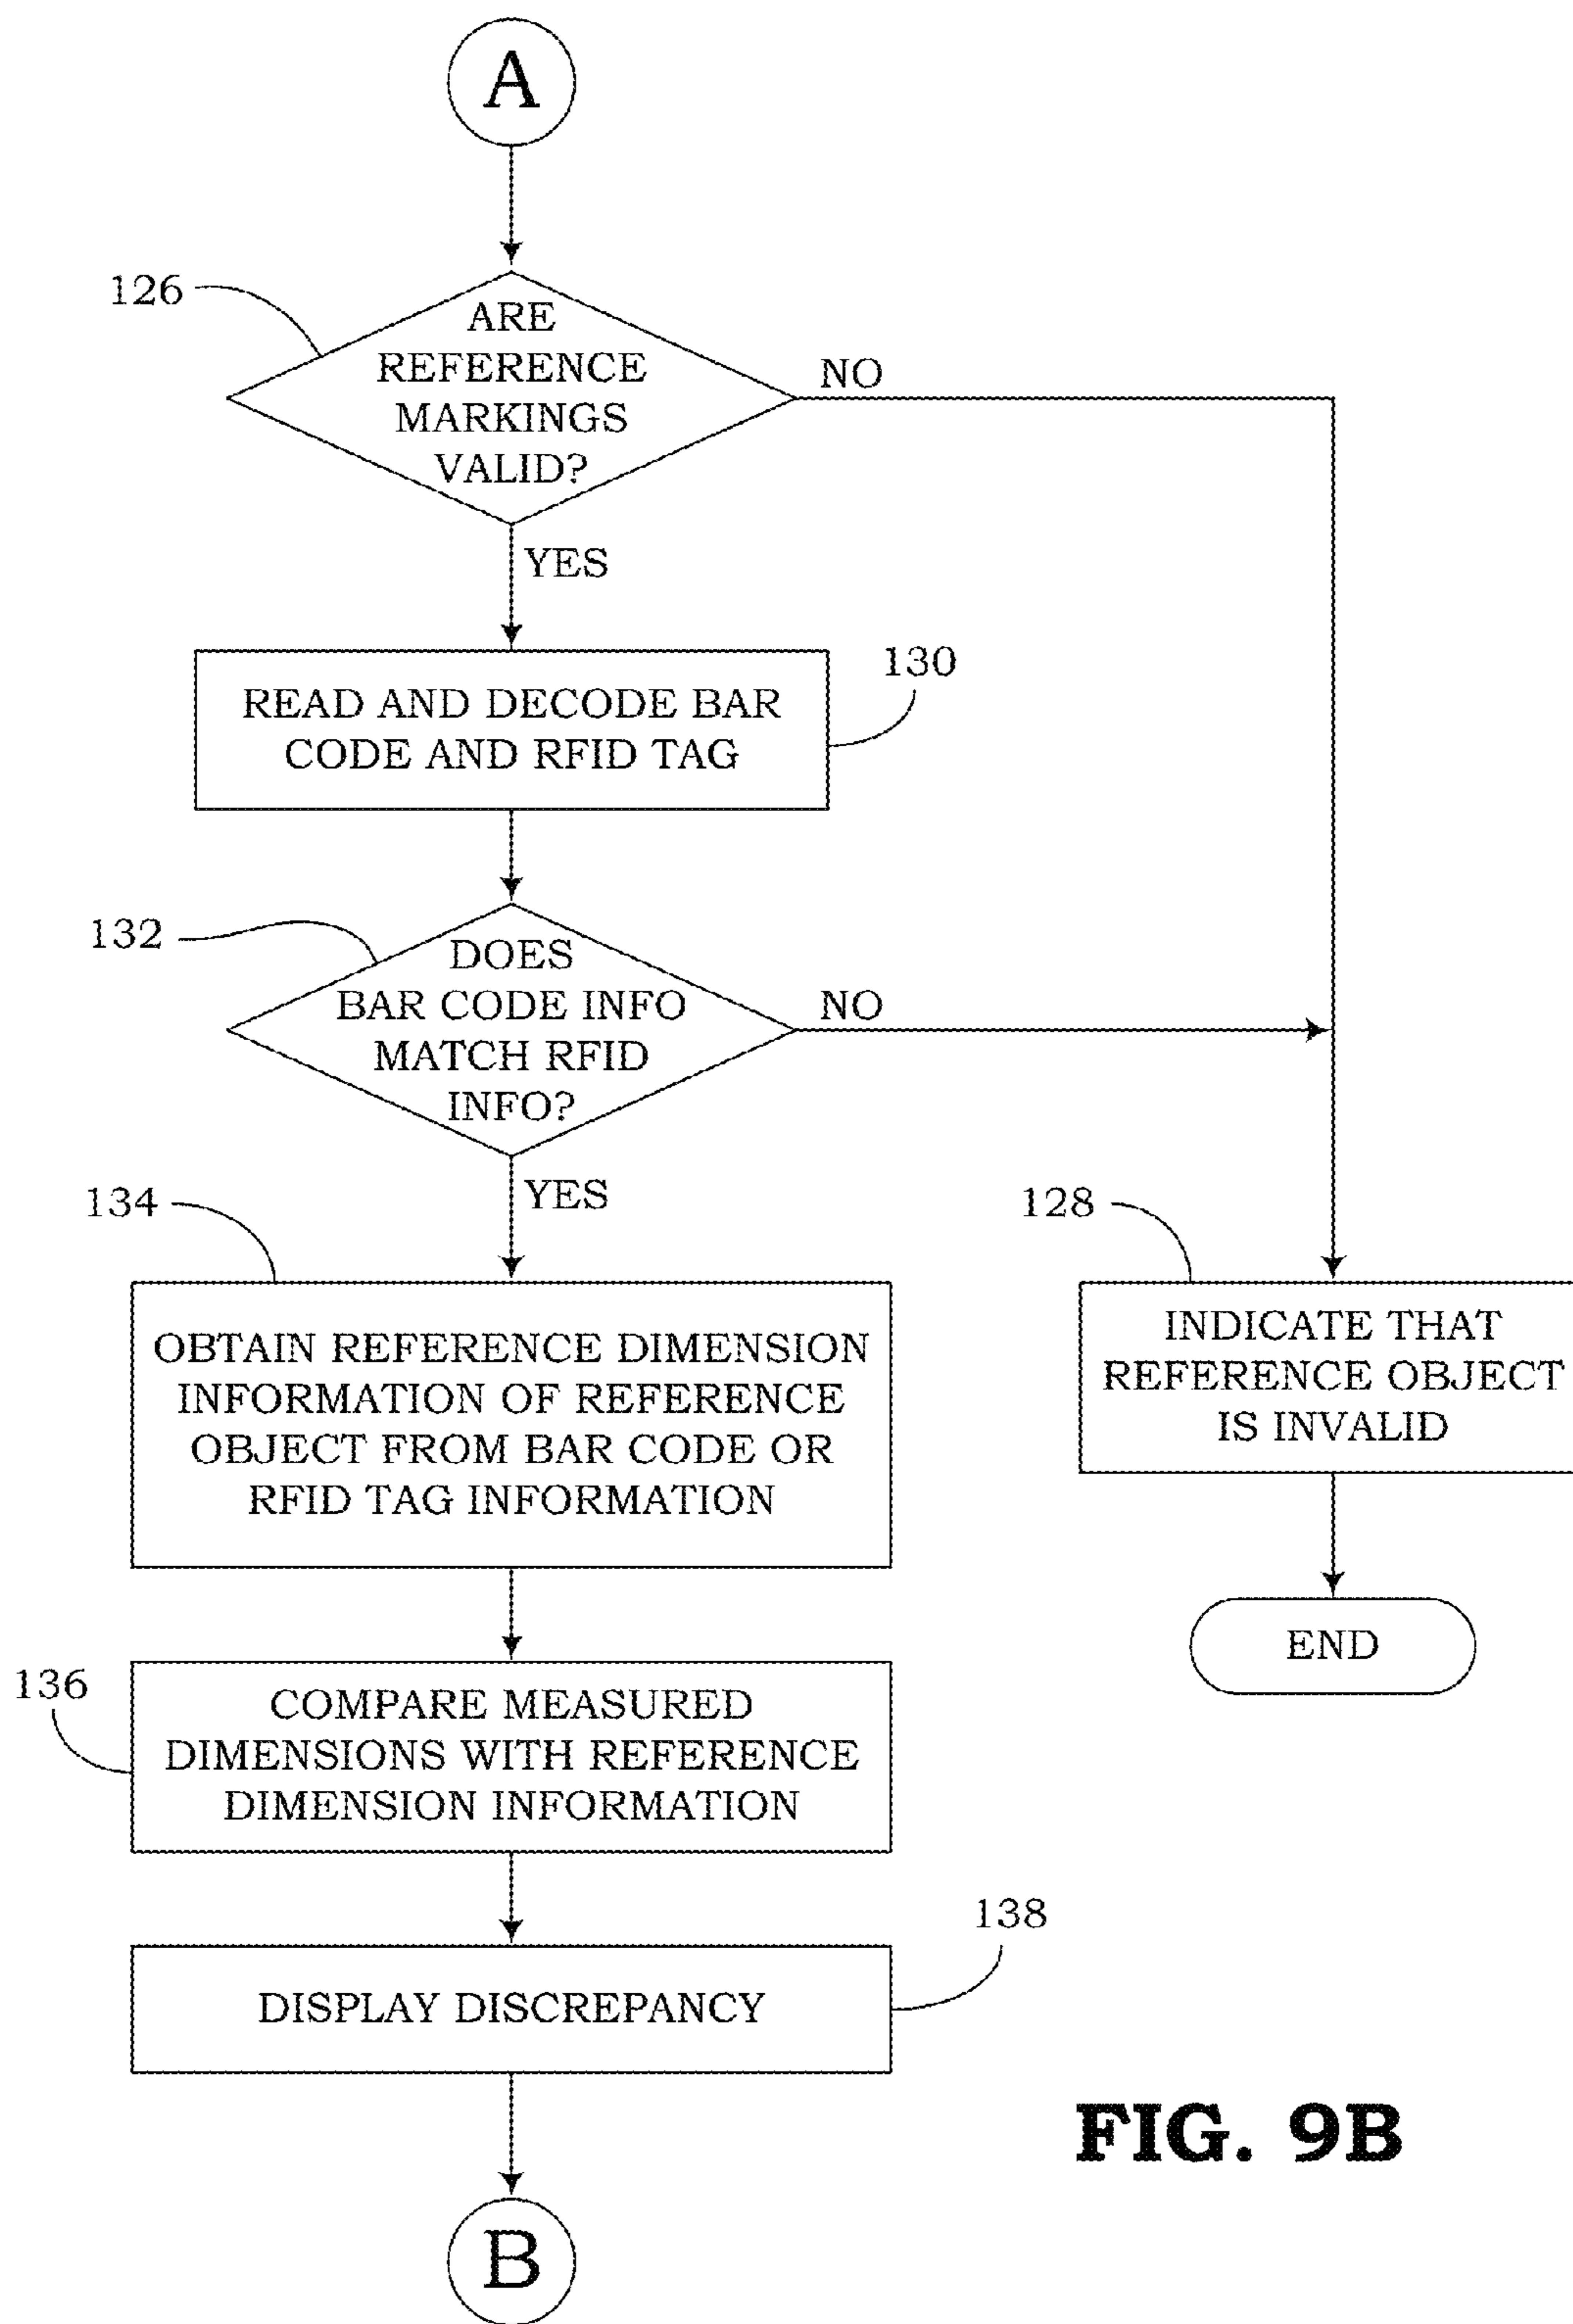 A
126
ARE
REFERENCE
MARKINGS
VALID?
NO
YES
130
READ AND DECODE BAR
CODE AND RFID TAG
132
DOES
BAR CODE INFO
MATCH RFID
INFO?
NO
YES
134
OBTAIN REFERENCE DIMENSION
INFORMATION OF REFERENCE
OBJECT FROM BAR CODE OR
RFID TAG INFORMATION
128
INDICATE THAT
REFERENCE OBJECT
IS INVALID
END
136
COMPARE MEASURED
DIMENSIONS WITH REFERENCE
DIMENSION INFORMATION
138
DISPLAY DISCREPANCY
B
FIG. 9B